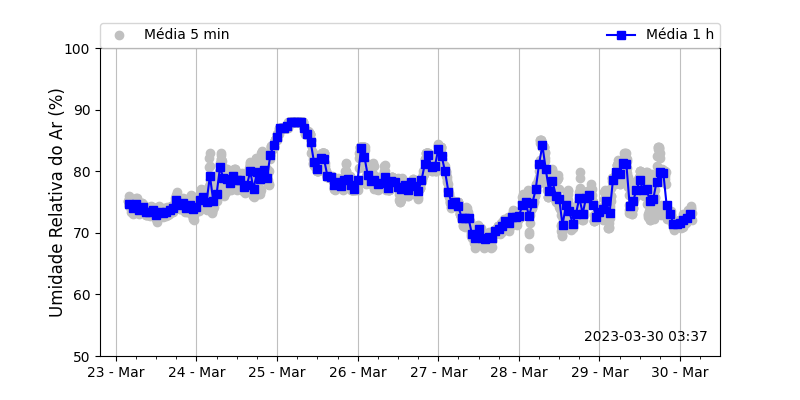 Média 5 min Média 1 h
100
90
80
70
60
50
Umidade Relativa do Ar (%)
2023-03-30 03:37
23 - Mar 24 - Mar 25 - Mar 26 - Mar 27 - Mar 28 - Mar 29 - Mar 30 - Mar